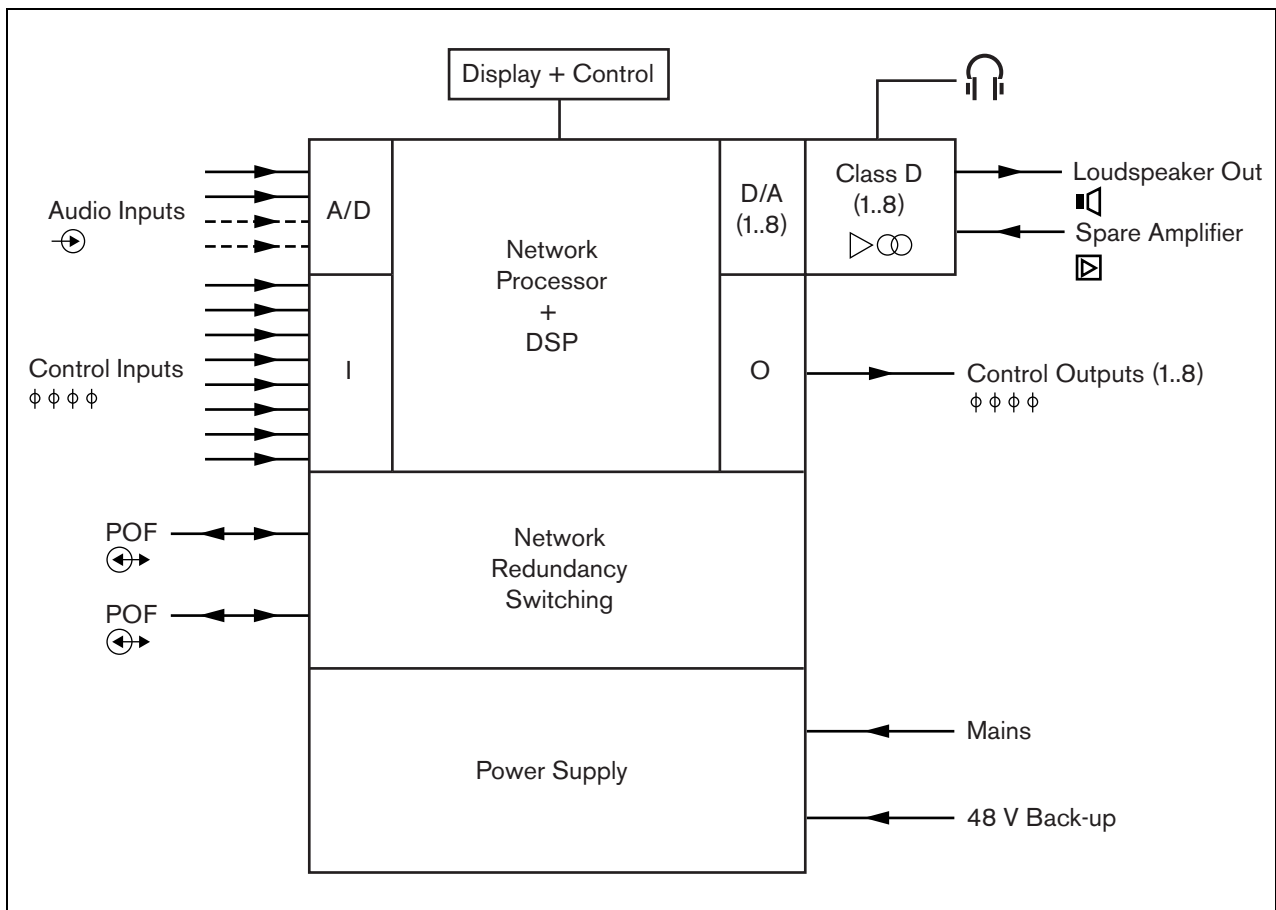 Display + Control
Audio Inputs
A/D
Network
Processor
+
DSP
D/A
(1..8)
Class D
(1..8)
Loudspeaker Out
Spare Amplifier
Control Inputs
I
O
Control Outputs (1..8)
POF
POF
Network
Redundancy
Switching
Power Supply
Mains
48 V Back-up